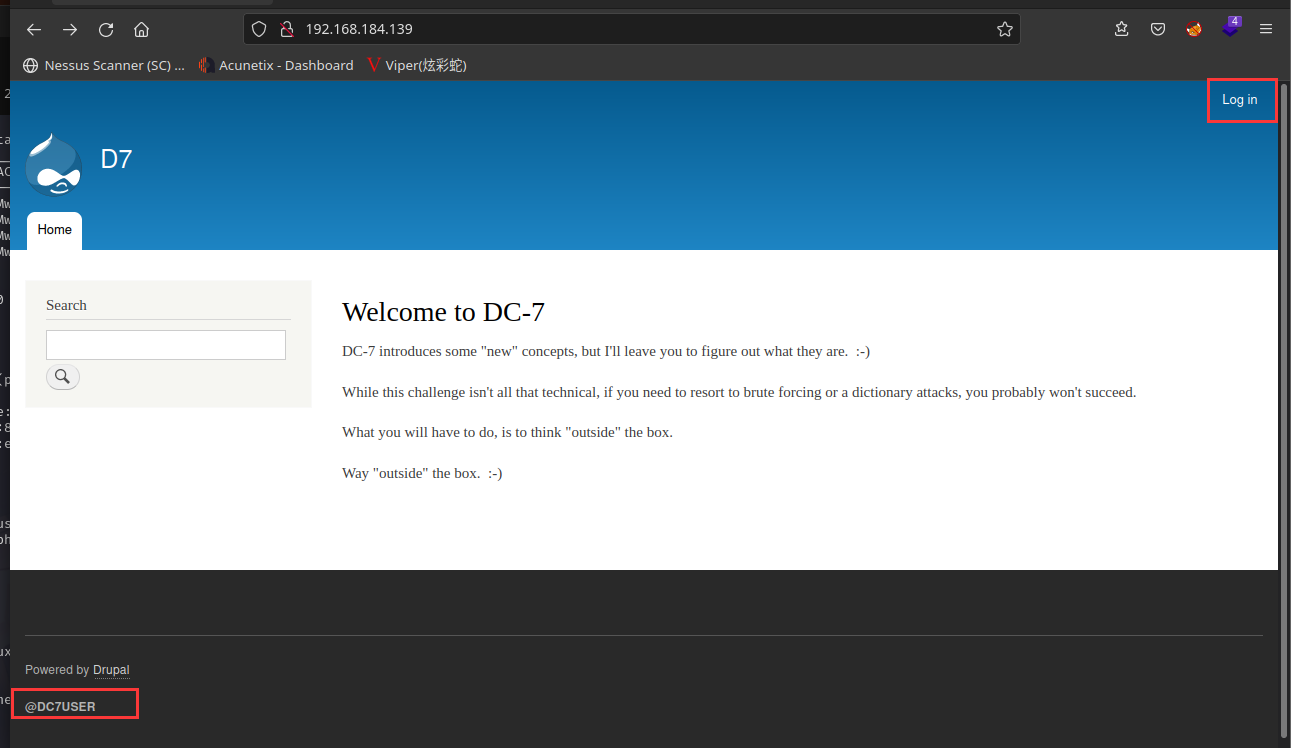 192.168.184.139
4
Nessus Scanner (SC) ...
Acunetix - Dashboard
Viper(炫彩蛇)
Log in
D7
Home
Search
Welcome to DC-7
DC-7 introduces some "new" concepts, but I'll leave you to figure out what they are.  :-)
While this challenge isn't all that technical, if you need to resort to brute forcing or a dictionary attacks, you probably won't succeed.
What you will have to do, is to think "outside" the box.
Way "outside" the box.  :-)
Powered by Drupal
@DC7USER